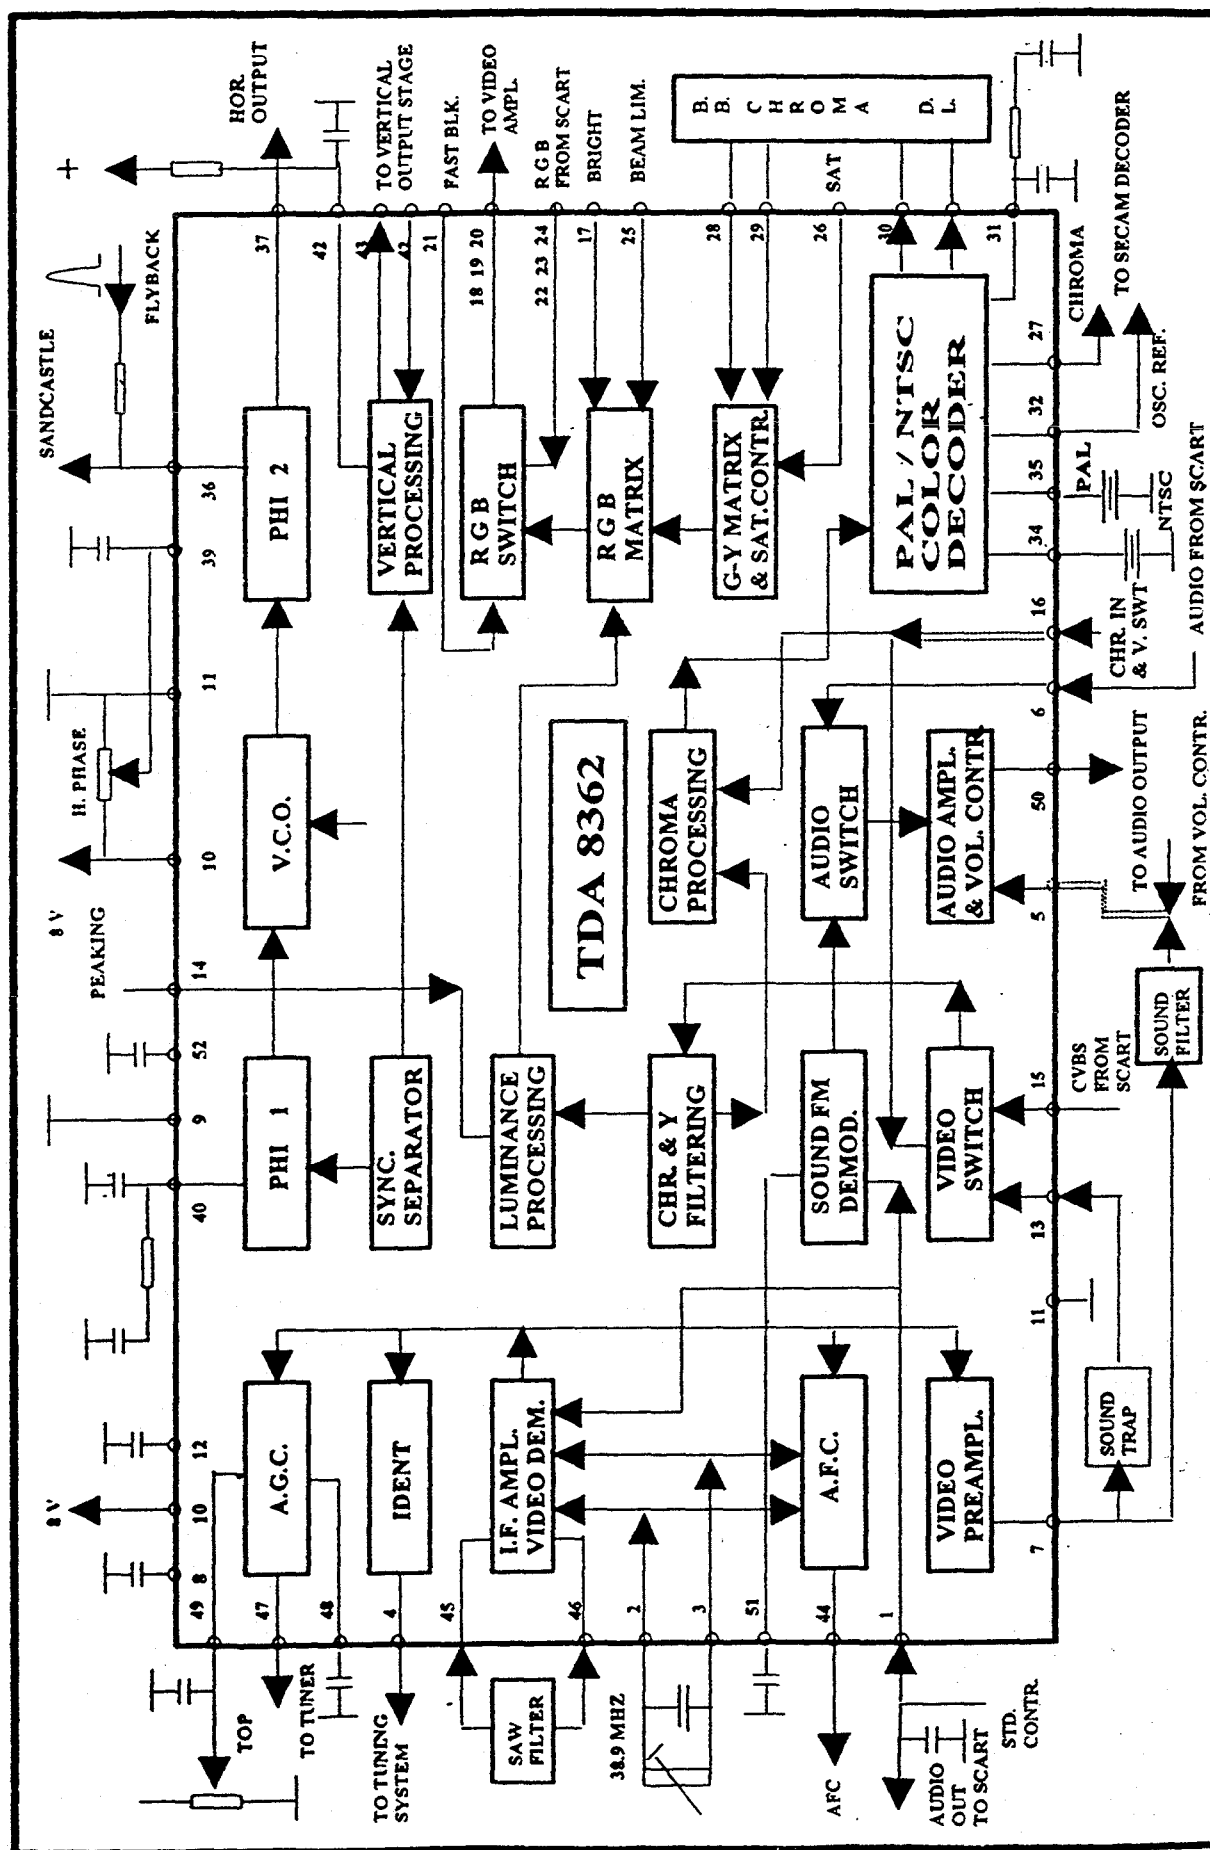 49
8
10
12
40
9
52
14
10
11
39
36
8 V
PEAKING
8 V
H. PHASE
SANDCASTLE
FLYBACK
+
TOP
47
TO TUNER
48
A.G.C.
PHI 1
V.C.O.
PHI 2
37
HOR.
OUTPUT
42
4
TO TUNING
SYSTEM
IDENT
SYNC.
SEPARATOR
VERTICAL
PROCESSING
43
42
TO VERTICAL
OUTPUT STAGE
21
FAST BLK.
45
46
SAW
FILTER
I.F. AMPL.
VIDEO DEM.
LUMINANCE
PROCESSING
R G B
SWITCH
18 19 20
TO VIDEO
AMPL.
22 23 24
R G B
FROM SCART
TDA 8362
R G B
MATRIX
17
BRIGHT
25
BEAM LIM.
38.9 MHZ
2
3
51
CHR. & Y
FILTERING
CHROMA
PROCESSING
G-Y MATRIX
& SAT.CONTR.
28
29
26
SAT
B. B. C H R O M A D. L.
AFC
44
A.F.C.
SOUND FM
DEMOD.
AUDIO
SWITCH
PAL / NTSC
COLOR
DECODER
30
31
1
AUDIO
OUT
TO SCART
STD.
CONTR.
VIDEO
PREAMPL.
VIDEO
SWITCH
AUDIO AMPL.
& VOL. CONTR.
7
11
13
15
5
50
6
16
34
35
32
27
SOUND
TRAP
CVBS
FROM
SCART
SOUND
FILTER
TO AUDIO OUTPUT
FROM VOL. CONTR.
CHR. IN
& V. SWT
AUDIO FROM SCART
NTSC
PAL
OSC. REF.
CHROMA
TO SECAM DECODER